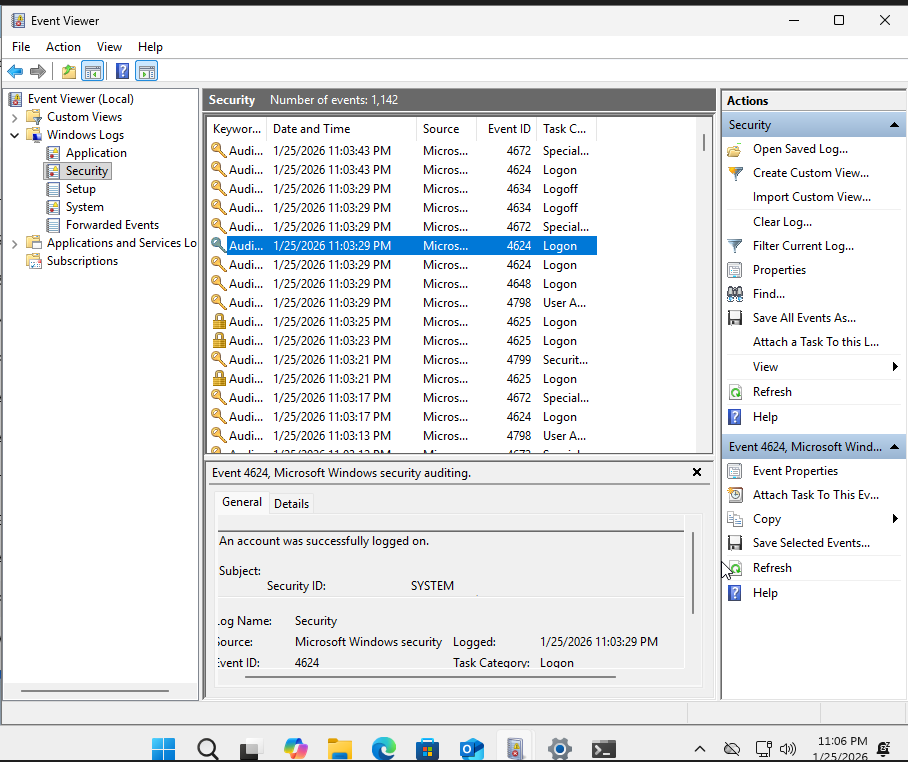 Event Viewer
File Action View Help
Event Viewer (Local)
Custom Views
Windows Logs
Application
Security
Setup
System
Forwarded Events
Applications and Services Lo
Subscriptions
Security Number of events: 1,142
Keywor... Date and Time Source Event ID Task C...
Audi... 1/25/2026 11:03:43 PM Micros... 4672 Special...
Audi... 1/25/2026 11:03:43 PM Micros... 4624 Logon
Audi... 1/25/2026 11:03:29 PM Micros... 4634 Logoff
Audi... 1/25/2026 11:03:29 PM Micros... 4634 Logoff
Audi... 1/25/2026 11:03:29 PM Micros... 4672 Special...
Audi... 1/25/2026 11:03:29 PM Micros... 4624 Logon
Audi... 1/25/2026 11:03:29 PM Micros... 4624 Logon
Audi... 1/25/2026 11:03:29 PM Micros... 4648 Logon
Audi... 1/25/2026 11:03:29 PM Micros... 4798 User A...
Audi... 1/25/2026 11:03:25 PM Micros... 4625 Logon
Audi... 1/25/2026 11:03:23 PM Micros... 4625 Logon
Audi... 1/25/2026 11:03:21 PM Micros... 4799 Securit...
Audi... 1/25/2026 11:03:21 PM Micros... 4625 Logon
Audi... 1/25/2026 11:03:17 PM Micros... 4672 Special...
Audi... 1/25/2026 11:03:17 PM Micros... 4624 Logon
Audi... 1/25/2026 11:03:13 PM Micros... 4798 User A...
Event 4624, Microsoft Windows security auditing.
General Details
An account was successfully logged on.
Subject:
Security ID: SYSTEM
Log Name: Security
Source: Microsoft Windows security Logged: 1/25/2026 11:03:29 PM
Event ID: 4624 Task Category: Logon
Actions
Security
Open Saved Log...
Create Custom View...
Import Custom View...
Clear Log...
Filter Current Log...
Properties
Find...
Save All Events As...
Attach a Task To this L...
View
Refresh
Help
Event 4624, Microsoft Wind...
Event Properties
Attach Task To This Ev...
Copy
Save Selected Events...
Refresh
Help
11:06 PM
1/25/2026